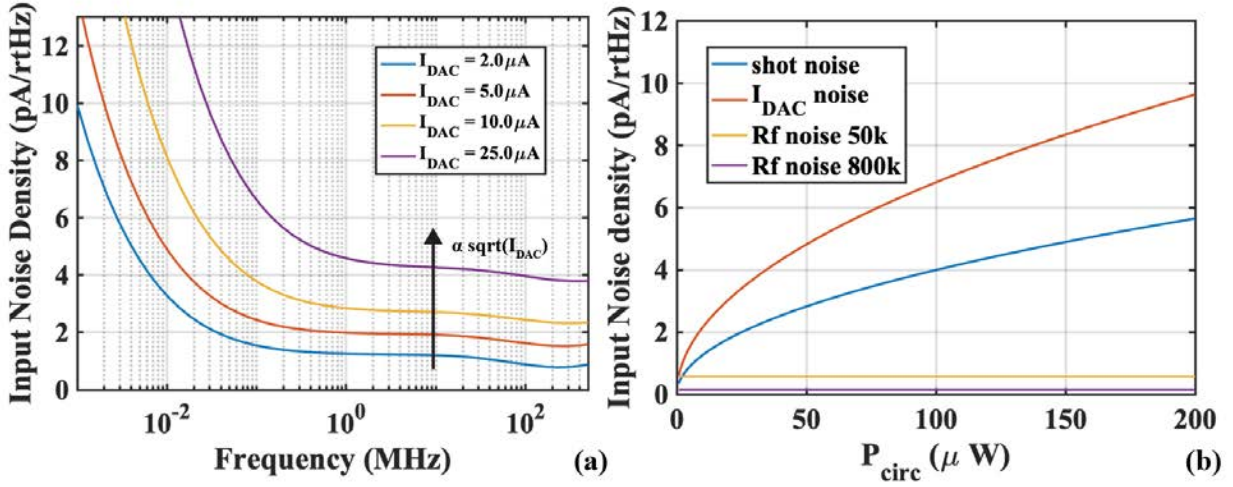 Input Noise Density (pA/rtHz)
12
10
8
6
4
2
0
I_DAC = 2.0μA
I_DAC = 5.0μA
I_DAC = 10.0μA
I_DAC = 25.0μA
α sqrt(I_DAC)
10^-2
10^0
10^2
Frequency (MHz)
(a)
Input Noise density (pA/rtHz)
12
10
8
6
4
2
0
shot noise
I_DAC noise
Rf noise 50k
Rf noise 800k
0
50
100
150
200
P_circ (μ W)
(b)